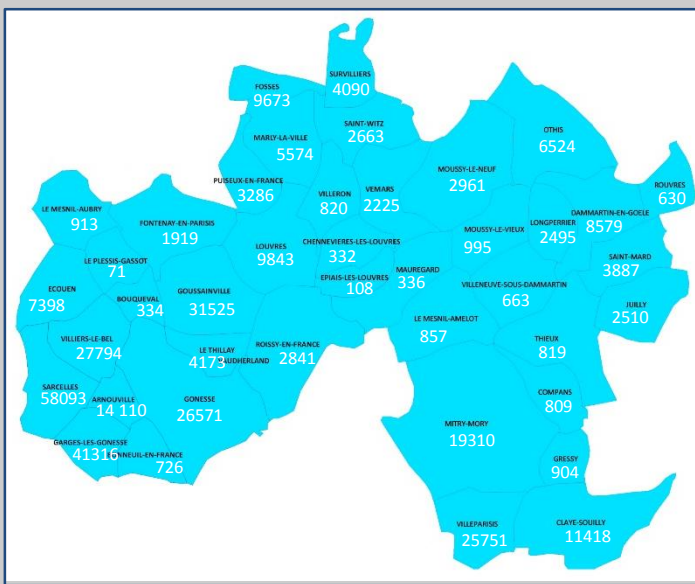 SURVILLIERS
4090
FOSSES
9673
SAINT-WITZ
2663
OTHIS
6524
MARLY-LA-VILLE
5574
MOUSSY-LE-NEUF
2961
PUISEUX-EN-FRANCE
3286
VILLERON
820
VEMARS
2225
ROUVRES
630
LE MESNIL-AUBRY
913
FONTENAY-EN-PARISIS
1919
DAMMARTIN-EN-GOELE
8579
LONGPERRIER
2495
MOUSSY-LE-VIEUX
995
LOUVRES
9843
CHENNEVIERES-LES-LOUVRES
332
LE PLESSIS-GASSOT
71
SAINT-MARD
3887
MAUREGARD
336
EPIAIS-LES-LOUVRES
108
VILLENEUVE-SOUS-DAMMARTIN
663
ECOUEN
7398
BOUQUEVAL
334
GOUSSAINVILLE
31525
JUILLY
2510
LE MESNIL-AMELOT
857
VILLIERS-LE-BEL
27794
LE THILLAY
4173
ROISSY-EN-FRANCE
2841
THIEUX
819
SARCELLES
58093
ARNOUVILLE
14 110
GONESSE
26571
COMPANS
809
MITRY-MORY
19310
GARGES-LES-GONESSE
41316
NEUIL-EN-FRANCE
726
GRESSY
904
VILLEPARISIS
25751
CLAYE-SOUILLY
11418